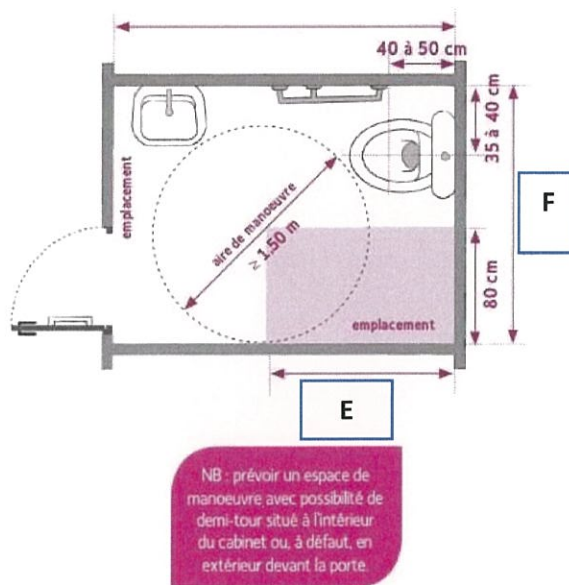 40 à 50 cm
35 à 40 cm
F
emplacement
aire de manoeuvre
≥ 1.50 m
80 cm
emplacement
E
NB : prévoir un espace de
manoeuvre avec possibilité de
demi-tour situé à l'intérieur
du cabinet ou, à défaut, en
extérieur devant la porte.